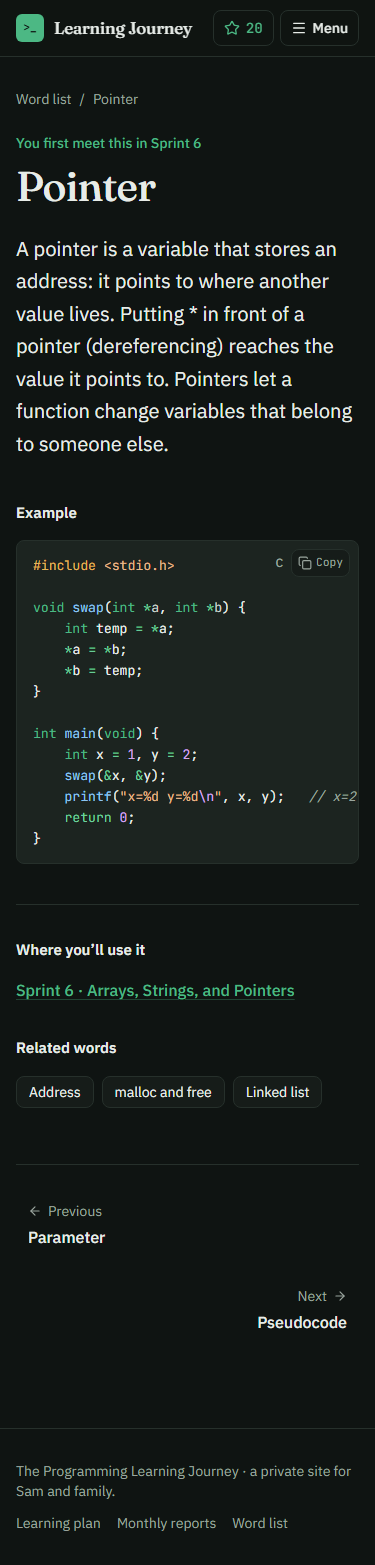 >_ Learning Journey 20 Menu
Word list / Pointer
You first meet this in Sprint 6
Pointer
A pointer is a variable that stores an
address: it points to where another
value lives. Putting * in front of a
pointer (dereferencing) reaches the
value it points to. Pointers let a
function change variables that belong
to someone else.
Example
C Copy
#include <stdio.h>
void swap(int *a, int *b) {
    int temp = *a;
    *a = *b;
    *b = temp;
}
int main(void) {
    int x = 1, y = 2;
    swap(&x, &y);
    printf("x=%d y=%d\n", x, y);   // x=2
    return 0;
}
Where you’ll use it
Sprint 6 · Arrays, Strings, and Pointers
Related words
Address malloc and free Linked list
← Previous
Parameter
Next →
Pseudocode
The Programming Learning Journey · a private site for
Sam and family.
Learning plan Monthly reports Word list